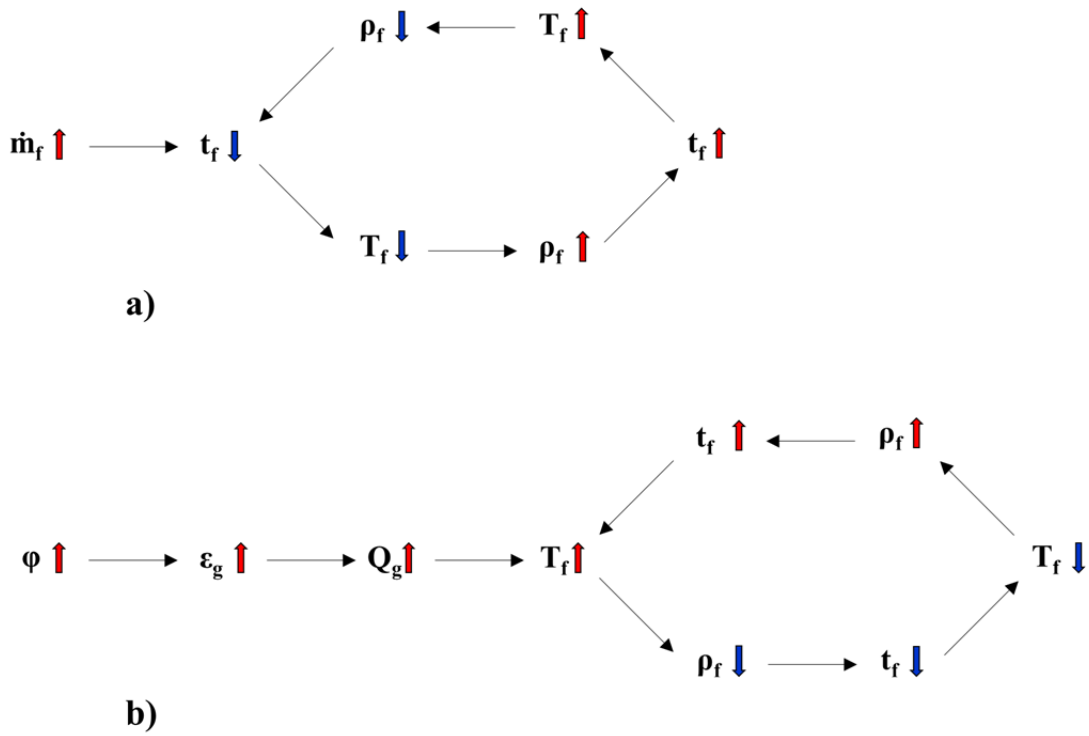 ρf Tf
ṁf tf tf
Tf ρf
a)
tf ρf
φ εg Qg Tf Tf
ρf tf
b)